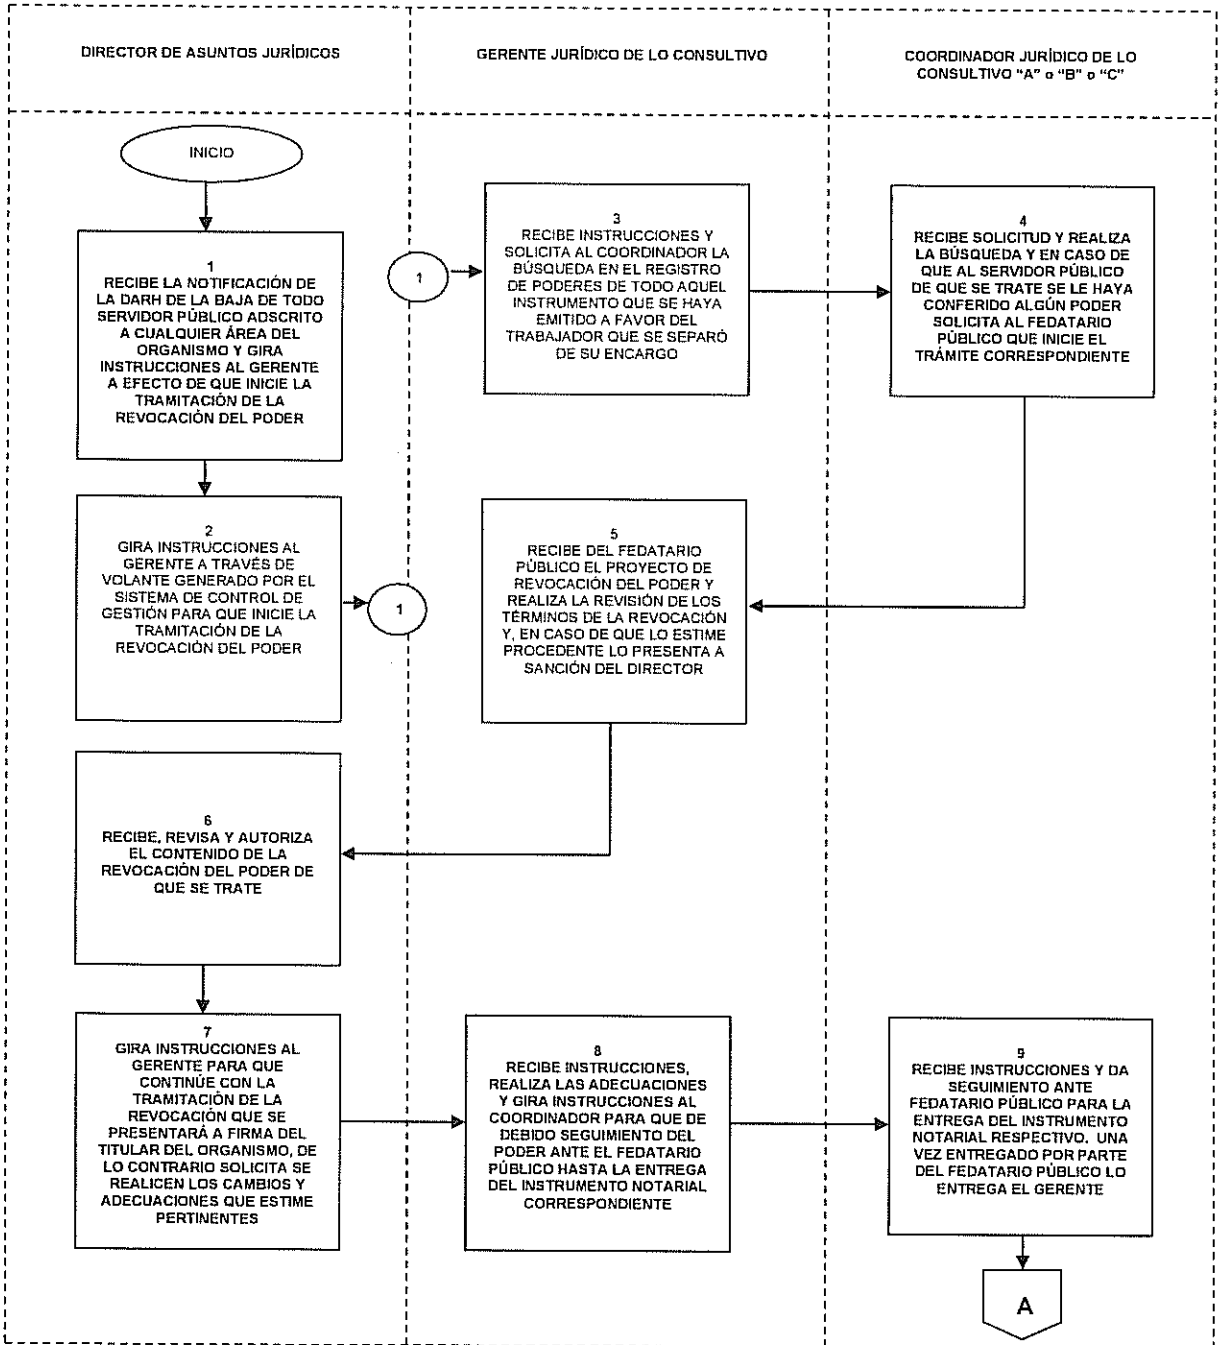 DIRECTOR DE ASUNTOS JURÍDICOS
GERENTE JURÍDICO DE LO CONSULTIVO
COORDINADOR JURÍDICO DE LO
CONSULTIVO "A" o "B" o "C"
INICIO
1
RECIBE LA NOTIFICACIÓN DE
LA DARH DE LA BAJA DE TODO
SERVIDOR PÚBLICO ADSCRITO
A CUALQUIER ÁREA DEL
ORGANISMO Y GIRA
INSTRUCCIONES AL GERENTE
A EFECTO DE QUE INICIE LA
TRAMITACIÓN DE LA
REVOCACIÓN DEL PODER
2
GIRA INSTRUCCIONES AL
GERENTE A TRAVÉS DE
VOLANTE GENERADO POR EL
SISTEMA DE CONTROL DE
GESTIÓN PARA QUE INICIE LA
TRAMITACIÓN DE LA
REVOCACIÓN DEL PODER
1
1
3
RECIBE INSTRUCCIONES Y
SOLICITA AL COORDINADOR LA
BÚSQUEDA EN EL REGISTRO
DE PODERES DE TODO AQUEL
INSTRUMENTO QUE SE HAYA
EMITIDO A FAVOR DEL
TRABAJADOR QUE SE SEPARÓ
DE SU ENCARGO
4
RECIBE SOLICITUD Y REALIZA
LA BÚSQUEDA Y EN CASO DE
QUE AL SERVIDOR PÚBLICO
DE QUE SE TRATE SE LE HAYA
CONFERIDO ALGÚN PODER
SOLICITA AL FEDATARIO
PÚBLICO QUE INICIE EL
TRÁMITE CORRESPONDIENTE
5
RECIBE DEL FEDATARIO
PÚBLICO EL PROYECTO DE
REVOCACIÓN DEL PODER Y
REALIZA LA REVISIÓN DE LOS
TÉRMINOS DE LA REVOCACIÓN
Y, EN CASO DE QUE LO ESTIME
PROCEDENTE LO PRESENTA A
SANCIÓN DEL DIRECTOR
6
RECIBE, REVISA Y AUTORIZA
EL CONTENIDO DE LA
REVOCACIÓN DEL PODER DE
QUE SE TRATE
7
GIRA INSTRUCCIONES AL
GERENTE PARA QUE
CONTINÚE CON LA
TRAMITACIÓN DE LA
REVOCACIÓN QUE SE
PRESENTARÁ A FIRMA DEL
TITULAR DEL ORGANISMO, DE
LO CONTRARIO SOLICITA SE
REALICEN LOS CAMBIOS Y
ADECUACIONES QUE ESTIME
PERTINENTES
8
RECIBE INSTRUCCIONES,
REALIZA LAS ADECUACIONES
Y GIRA INSTRUCCIONES AL
COORDINADOR PARA QUE DE
DEBIDO SEGUIMIENTO DEL
PODER ANTE EL FEDATARIO
PÚBLICO HASTA LA ENTREGA
DEL INSTRUMENTO NOTARIAL
CORRESPONDIENTE
9
RECIBE INSTRUCCIONES Y DA
SEGUIMIENTO ANTE
FEDATARIO PÚBLICO PARA LA
ENTREGA DEL INSTRUMENTO
NOTARIAL RESPECTIVO. UNA
VEZ ENTREGADO POR PARTE
DEL FEDATARIO PÚBLICO LO
ENTREGA EL GERENTE
A